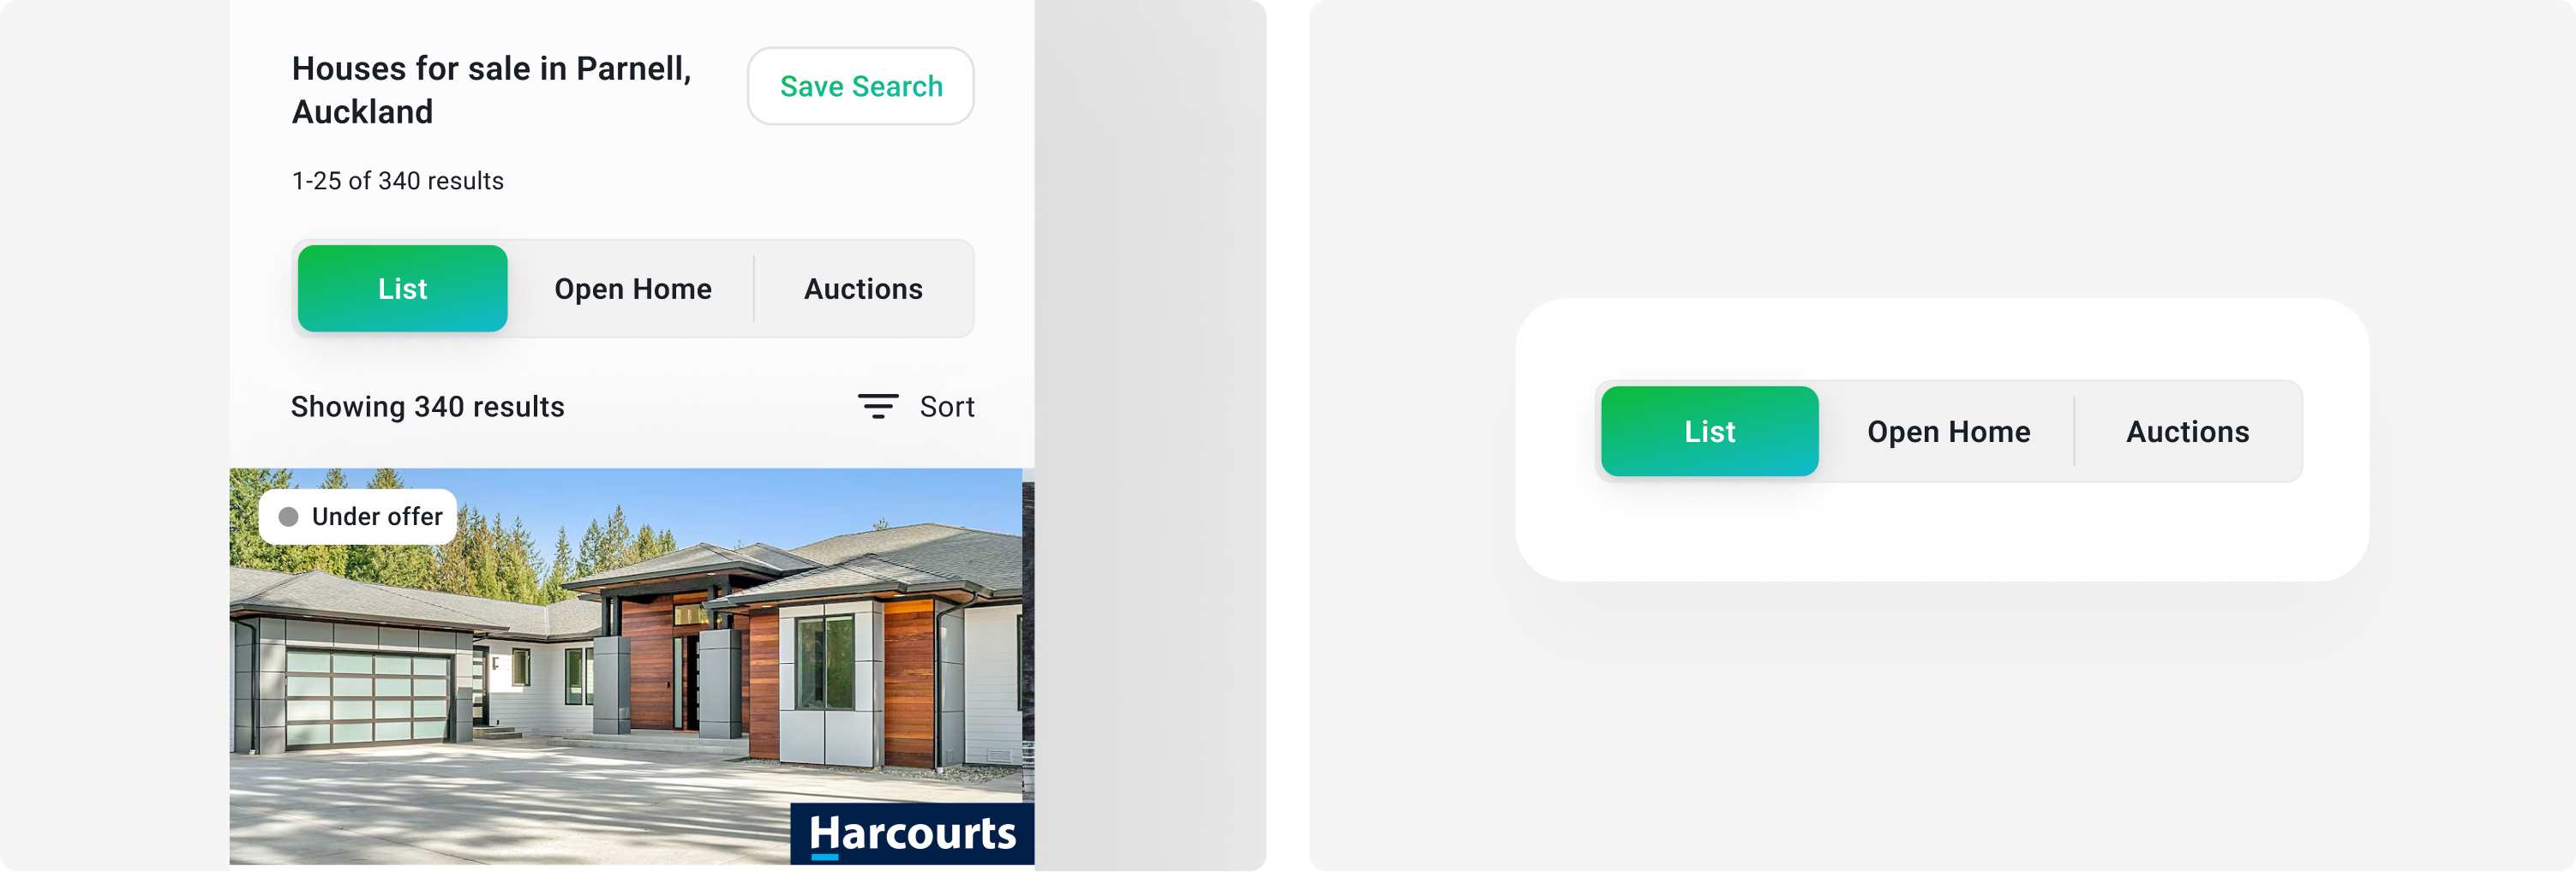 Houses for sale in Parnell,
Auckland
Save Search
1-25 of 340 results
List
Open Home
Auctions
Showing 340 results
Sort
Under offer
Harcourts
List
Open Home
Auctions